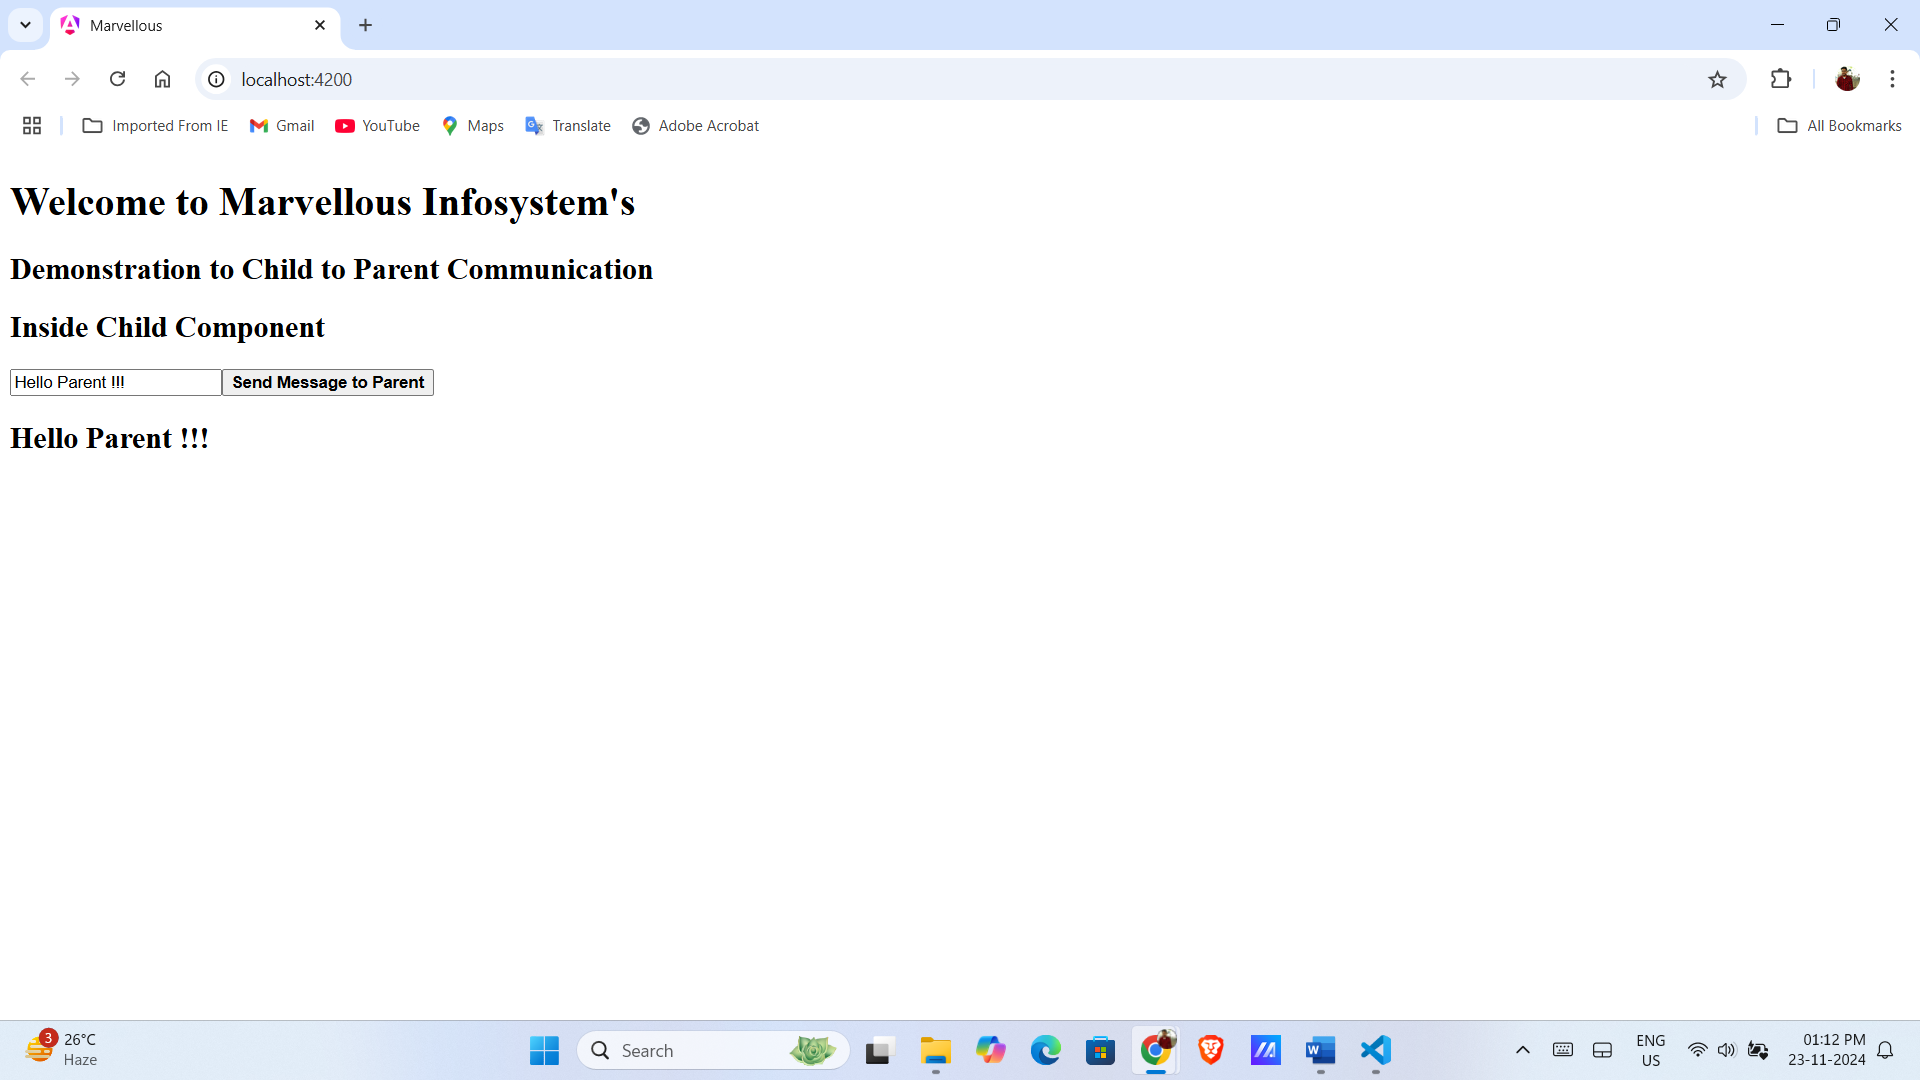 Marvellous
localhost:4200
Imported From IE
Gmail
YouTube
Maps
Translate
Adobe Acrobat
All Bookmarks
Welcome to Marvellous Infosystem's
Demonstration to Child to Parent Communication
Inside Child Component
Hello Parent !!!
Send Message to Parent
Hello Parent !!!
3
26°C
Haze
Search
ENG
US
01:12 PM
23-11-2024